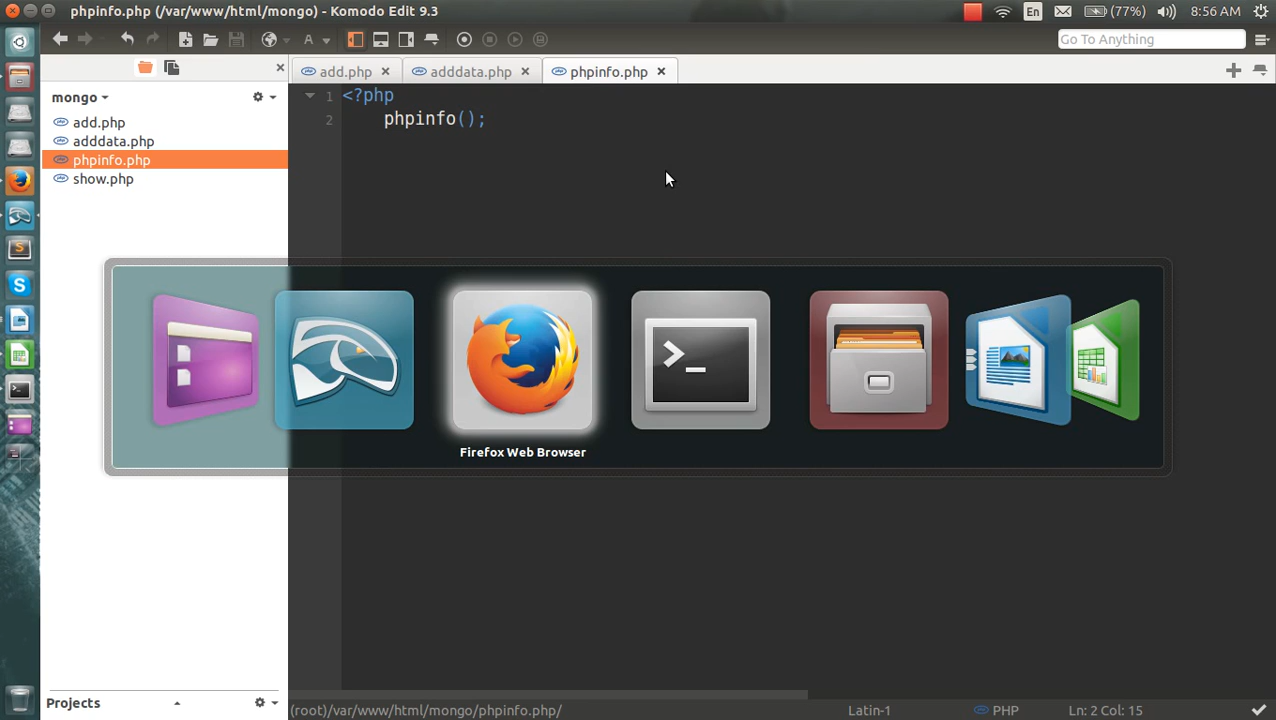 phpinfo.php (/var/www/html/mongo) - Komodo Edit 9.3
En
(77%)
8:56 AM
Go To Anything
add.php
adddata.php
phpinfo.php
mongo
add.php
adddata.php
phpinfo.php
show.php
1 <?php
2 phpinfo();
Firefox Web Browser
Projects
(root)/var/www/html/mongo/phpinfo.php/
Latin-1
PHP
Ln: 2 Col: 15